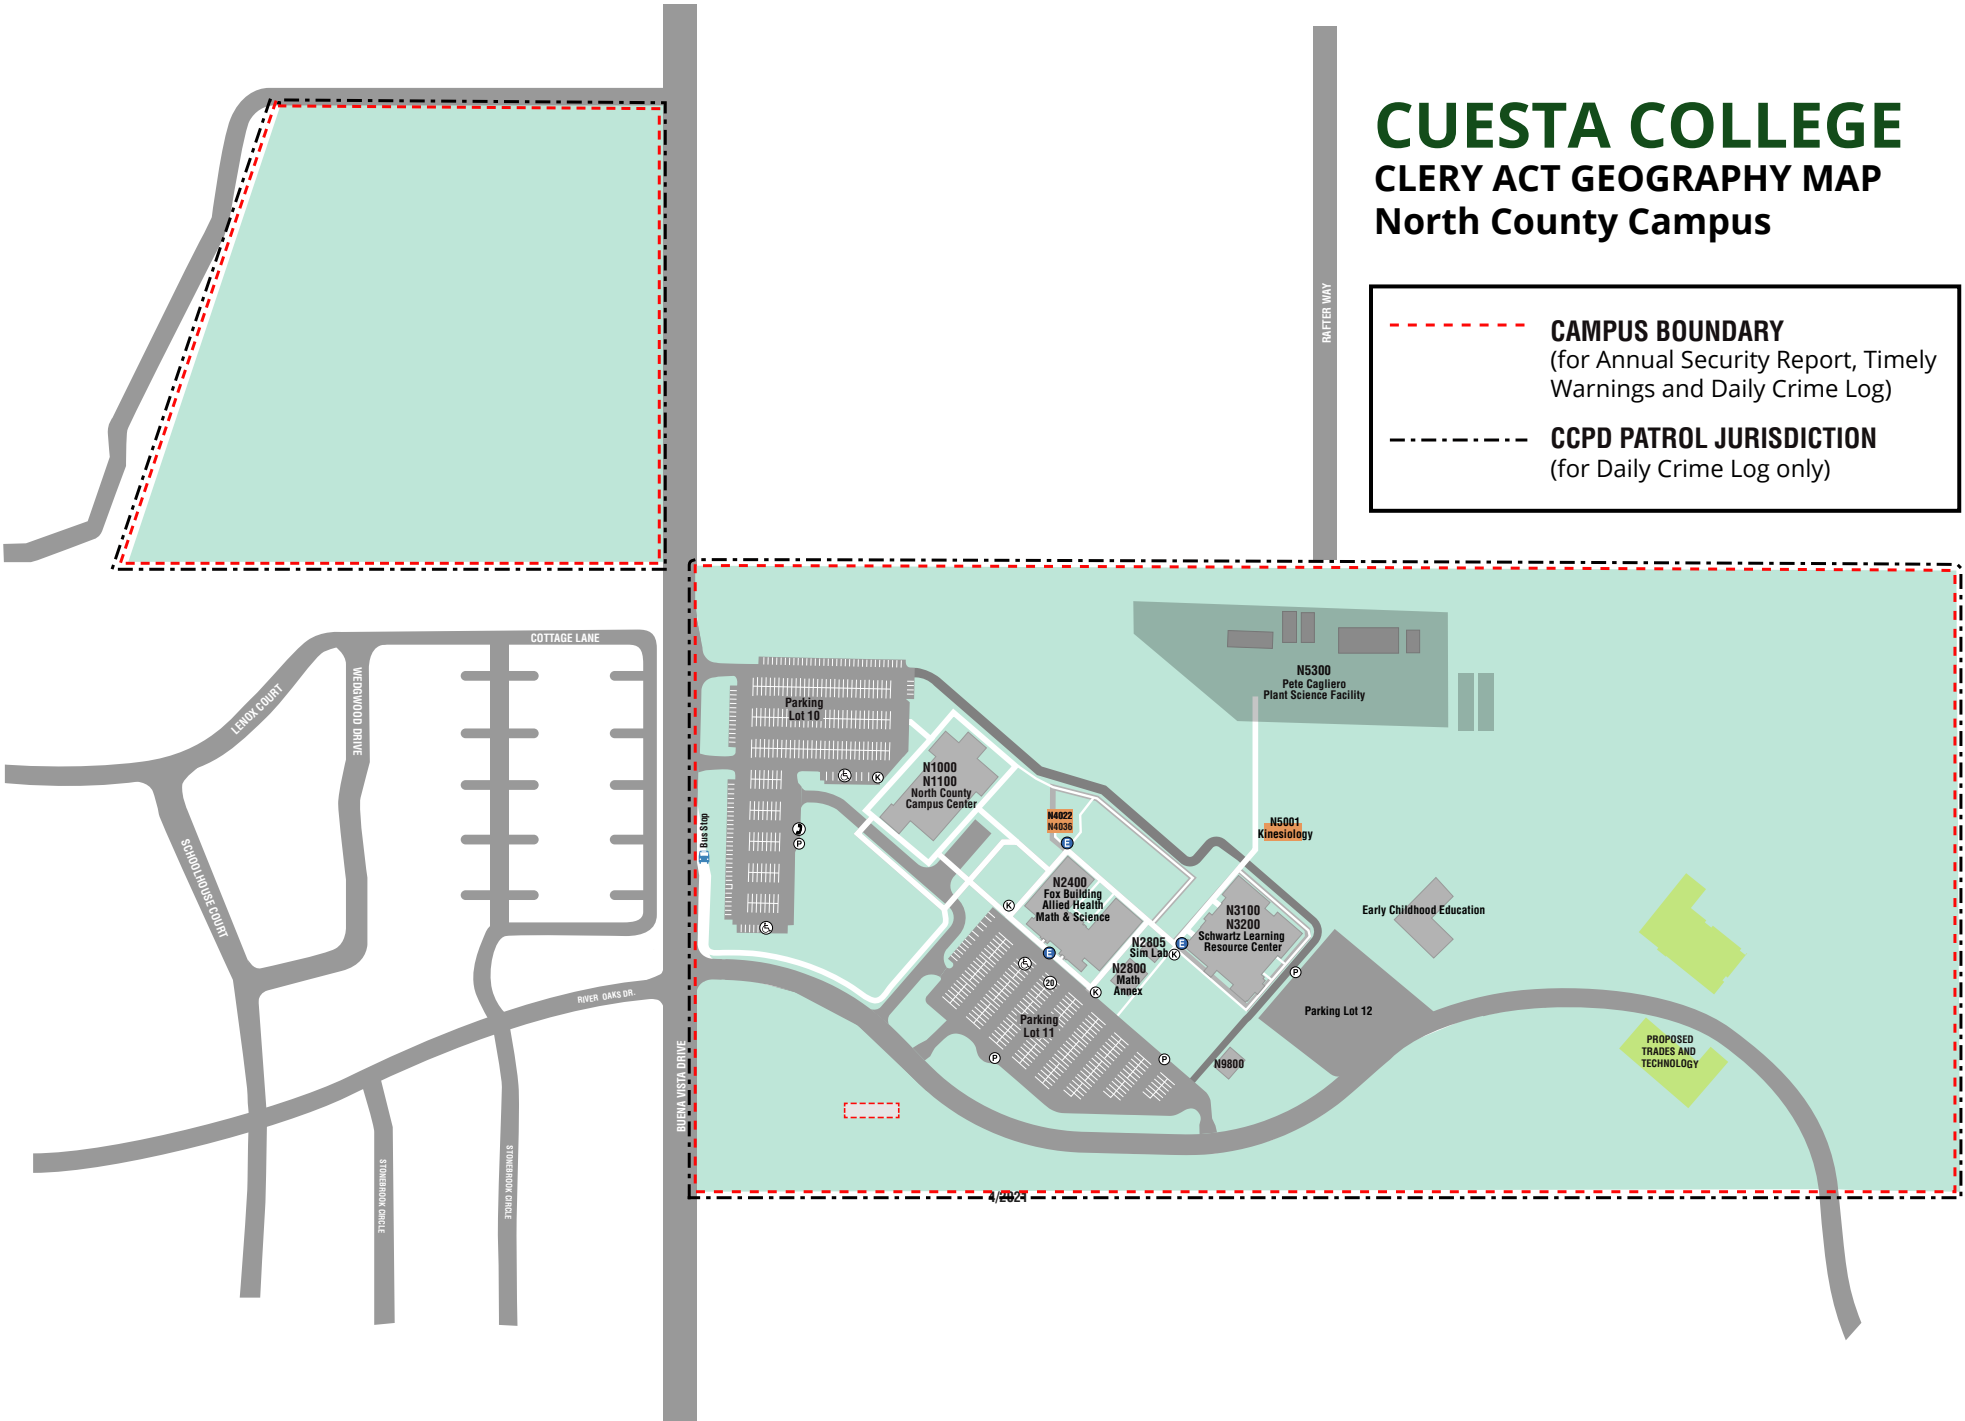 CUESTA COLLEGE
CLERY ACT GEOGRAPHY MAP
North County Campus
CAMPUS BOUNDARY
(for Annual Security Report, Timely
Warnings and Daily Crime Log)
CCPD PATROL JURISDICTION
(for Daily Crime Log only)
RAFTER WAY
COTTAGE LANE
LENOX COURT
WEDGWOOD DRIVE
SCHOOLHOUSE COURT
RIVER OAKS DR.
STONEBROOK CIRCLE
STONEBROOK CIRCLE
BUENA VISTA DRIVE
Bus Stop
Parking
Lot 10
K
P
N1000
N1100
North County
Campus Center
N4022
N4036
E
N5300
Pete Cagliero
Plant Science Facility
N5001
Kinesiology
N2400
Fox Building
Allied Health
Math & Science
K
E
N2805
Sim Lab
K
E
N2800
Math
Annex
K
20
N3100
N3200
Schwartz Learning
Resource Center
P
Early Childhood Education
Parking Lot 12
Parking
Lot 11
P
P
N9800
PROPOSED
TRADES AND
TECHNOLOGY
4/2021